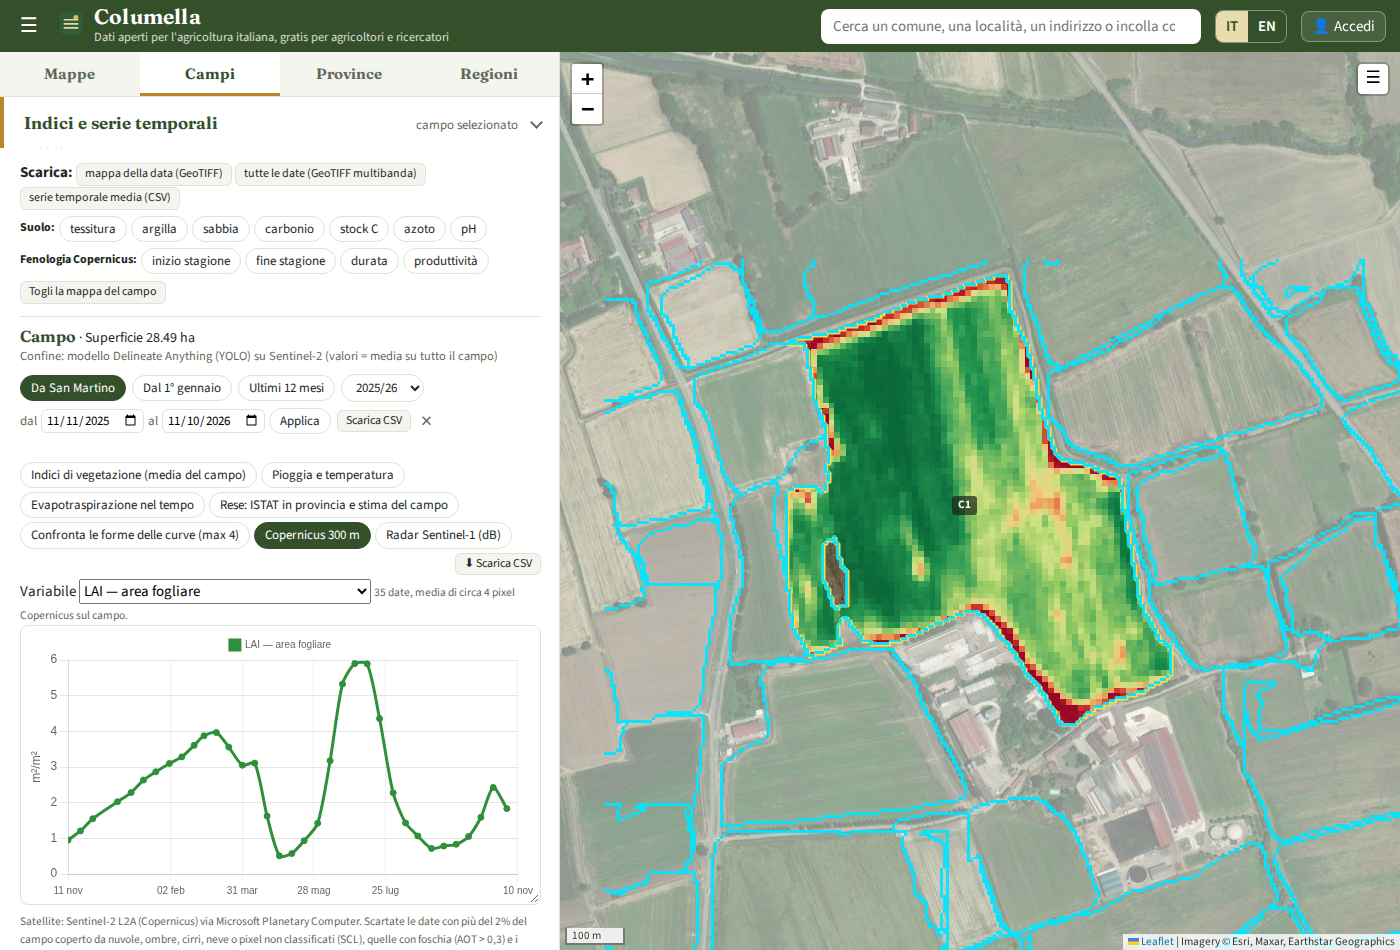 ☰ Columella
Dati aperti per l'agricoltura italiana, gratis per agricoltori e ricercatori
Cerca un comune, una località, un indirizzo o incolla cc
IT EN
Accedi
Mappe Campi Province Regioni
Indici e serie temporali campo selezionato
Scarica: mappa della data (GeoTIFF) tutte le date (GeoTIFF multibanda)
serie temporale media (CSV)
Suolo: tessitura argilla sabbia carbonio stock C azoto pH
Fenologia Copernicus: inizio stagione fine stagione durata produttività
Togli la mappa del campo
Campo · Superficie 28.49 ha
Confine: modello Delineate Anything (YOLO) su Sentinel-2 (valori = media su tutto il campo)
Da San Martino Dal 1° gennaio Ultimi 12 mesi 2025/26
dal 11/11/2025 al 11/10/2026 Applica Scarica CSV ✕
Indici di vegetazione (media del campo) Pioggia e temperatura
Evapotraspirazione nel tempo Rese: ISTAT in provincia e stima del campo
Confronta le forme delle curve (max 4) Copernicus 300 m Radar Sentinel-1 (dB)
⬇ Scarica CSV
Variabile LAI — area fogliare 35 date, media di circa 4 pixel
Copernicus sul campo.
LAI — area fogliare
6
5
4
3
2
1
0
m²/m²
11 nov 02 feb 31 mar 28 mag 25 lug 10 nov
Satellite: Sentinel-2 L2A (Copernicus) via Microsoft Planetary Computer. Scartate le date con più del 2% del
campo coperto da nuvole, ombre, cirri, neve o pixel non classificati (SCL), quelle con foschia (AOT > 0,3) e i
+
−
☰
C1
100 m
Leaflet | Imagery © Esri, Maxar, Earthstar Geographics